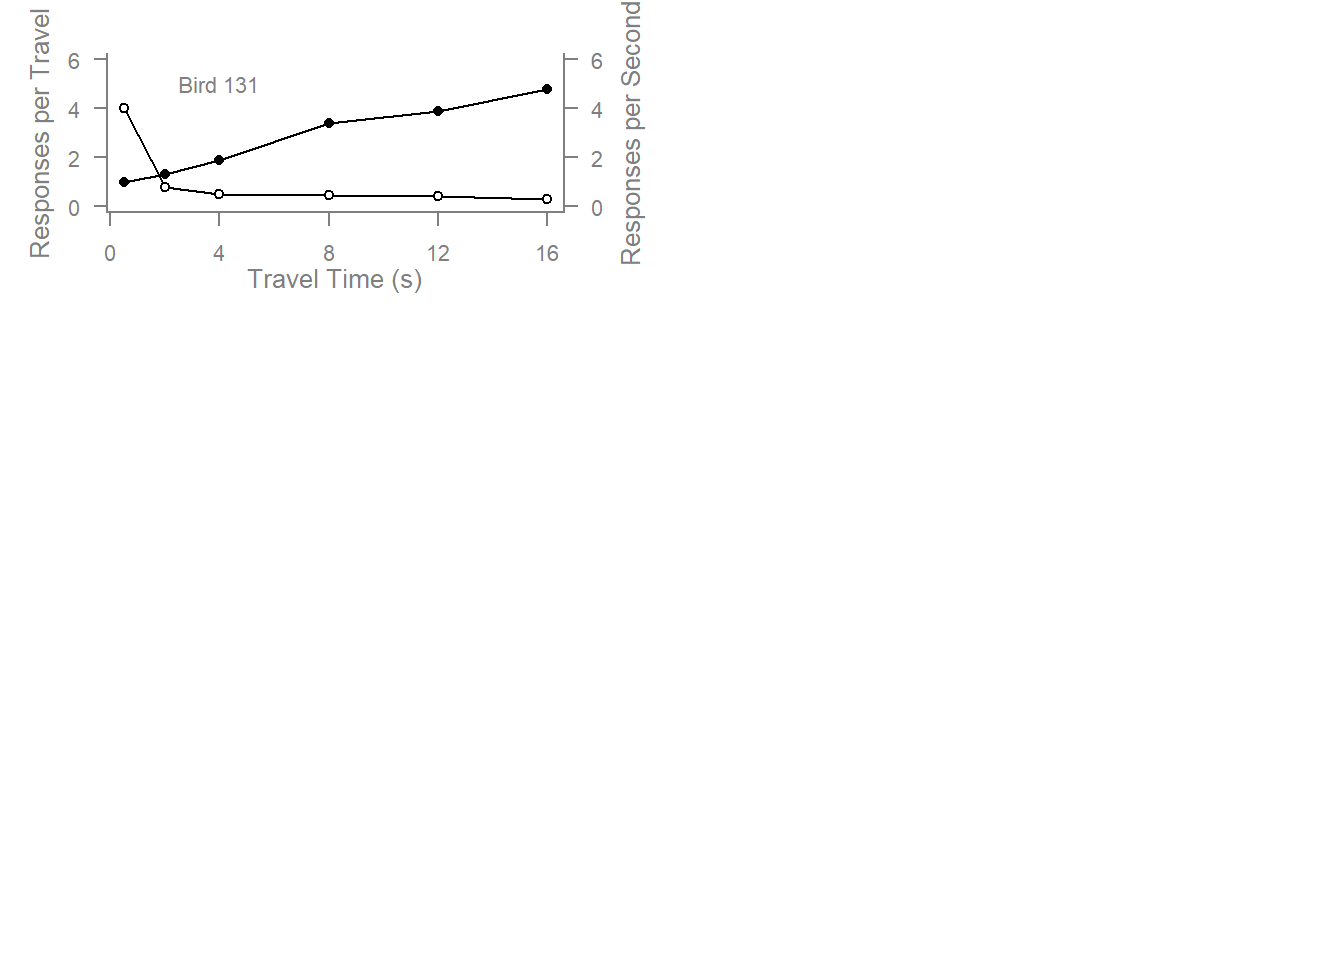 Responses per Travel
Responses per Second
6
4
2
0
Bird 131
6
4
2
0
0 4 8 12 16
Travel Time (s)